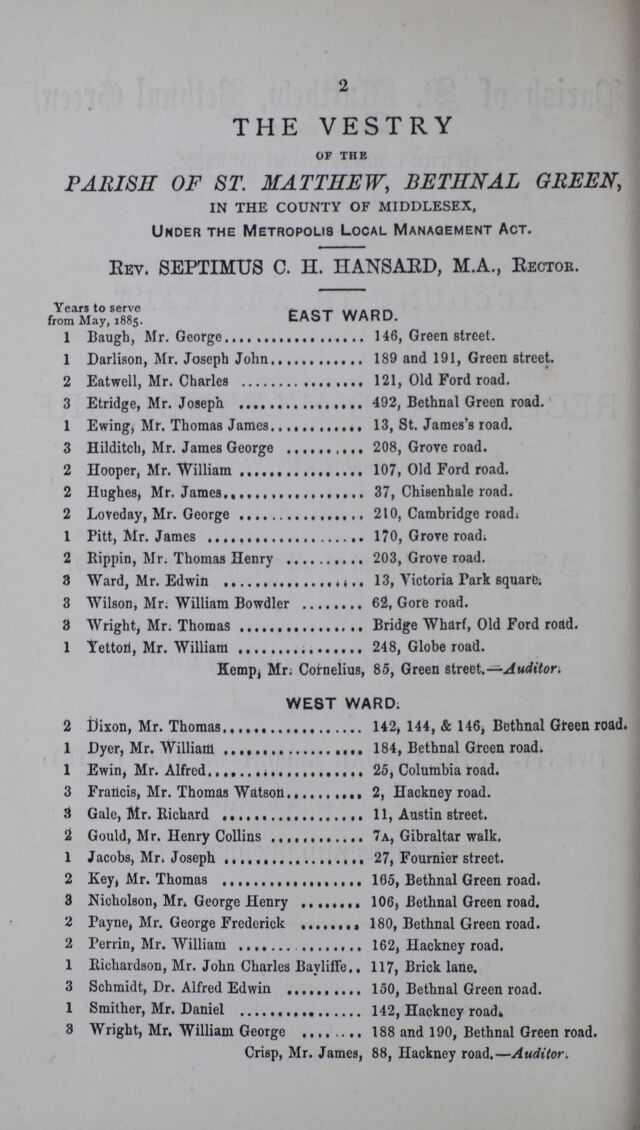 2
THE VESTRY
OF THE
PARISH OF ST. MATTHEW, BETHNAL GREEN,
IN THE COUNTY OF MIDDLESEX,
UNDER THE METROPOLIS LOCAL MANAGEMENT ACT.
REV. SEPTIMUS C. H. HANSARD, M.A., RECTOR.
Years to serve
from May, 1885.
EAST WARD.
1 Baugh, Mr. George.................. 146, Green street.
1 Darlison, Mr. Joseph John............ 189 and 191, Green street.
2 Eatwell, Mr. Charles ................ 121, Old Ford road.
3 Etridge, Mr. Joseph ................ 492, Bethnal Green road.
1 Ewing, Mr. Thomas James............ 13, St. James's road.
3 Hilditch, Mr. James George .......... 208, Grove road.
2 Hooper, Mr. William ................ 107, Old Ford road.
2 Hughes, Mr. James.................. 37, Chisenhale road.
2 Loveday, Mr. George ................ 210, Cambridge road.
1 Pitt, Mr. James .................... 170, Grove road.
2 Rippin, Mr. Thomas Henry .......... 203, Grove road.
3 Ward, Mr. Edwin .................. 13, Victoria Park square.
3 Wilson, Mr. William Bowdler ........ 62, Gore road.
3 Wright, Mr. Thomas ................ Bridge Wharf, Old Ford road.
1 Yetton, Mr. William ................ 248, Globe road.
Kemp, Mr. Cornelius, 85, Green street.—Auditor.
WEST WARD.
2 Dixon, Mr. Thomas.................. 142, 144, & 146, Bethnal Green road.
1 Dyer, Mr. William .................. 184, Bethnal Green road.
1 Ewin, Mr. Alfred.................... 25, Columbia road.
3 Francis, Mr. Thomas Watson.......... 2, Hackney road.
3 Gale, Mr. Richard .................. 11, Austin street.
2 Gould, Mr. Henry Collins ............ 7A, Gibraltar walk.
1 Jacobs, Mr. Joseph .................. 27, Fournier street.
2 Key, Mr. Thomas .................. 165, Bethnal Green road.
3 Nicholson, Mr. George Henry ........ 106, Bethnal Green road.
2 Payne, Mr. George Frederick ........ 180, Bethnal Green road.
2 Perrin, Mr. William ................ 162, Hackney road.
1 Richardson, Mr. John Charles Bayliffe.. 117, Brick lane.
3 Schmidt, Dr. Alfred Edwin .......... 150, Bethnal Green road.
1 Smither, Mr. Daniel ................ 142, Hackney road.
3 Wright, Mr. William George ........ 188 and 190, Bethnal Green road.
Crisp, Mr. James, 88, Hackney road.—Auditor.